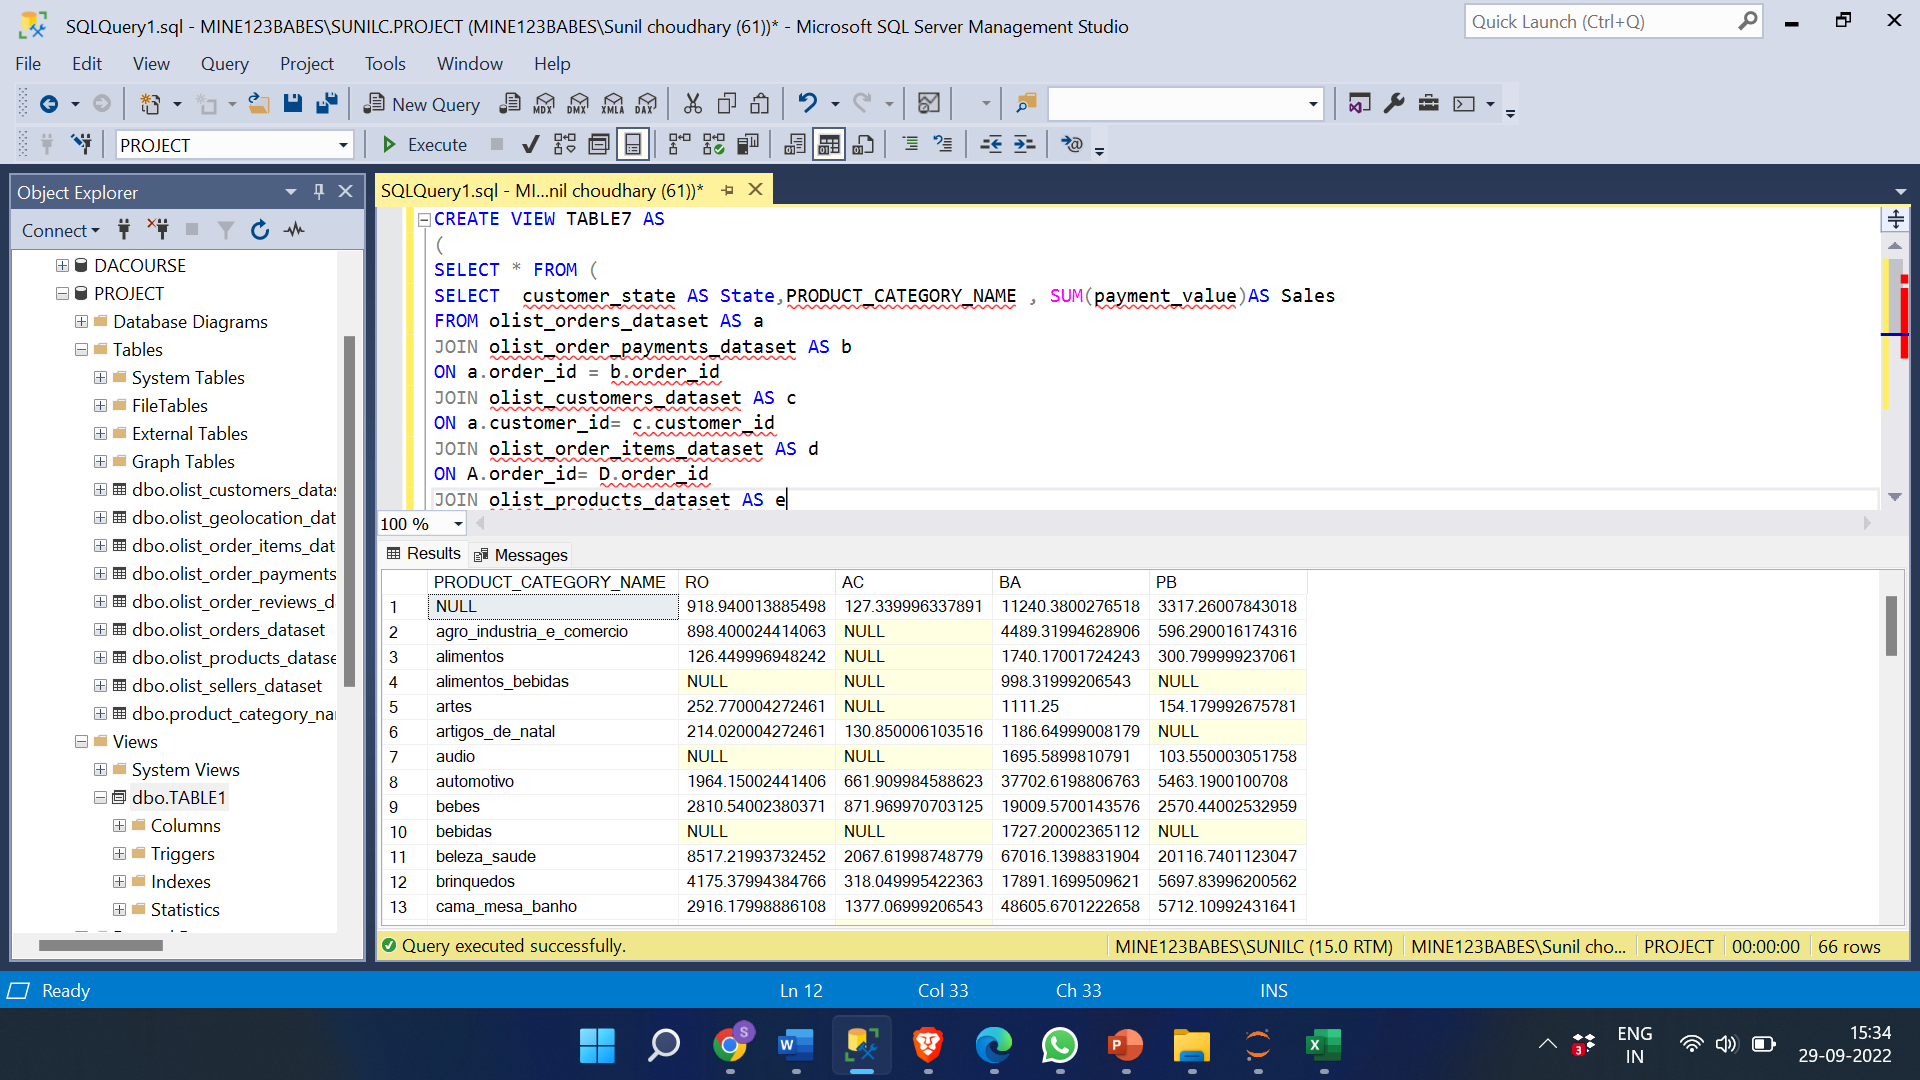 SQLQuery1.sql - MINE123BABES\SUNILC.PROJECT (MINE123BABES\Sunil choudhary (61))* - Microsoft SQL Server Management Studio
Quick Launch (Ctrl+Q)
File Edit View Query Project Tools Window Help
New Query
MDX DMX XMLA DAX
PROJECT
Execute
Object Explorer
Connect
DACOURSE
PROJECT
Database Diagrams
Tables
System Tables
FileTables
External Tables
Graph Tables
dbo.olist_customers_datas
dbo.olist_geolocation_dat
dbo.olist_order_items_dat
dbo.olist_order_payments
dbo.olist_order_reviews_d
dbo.olist_orders_dataset
dbo.olist_products_datase
dbo.olist_sellers_dataset
dbo.product_category_nar
Views
System Views
dbo.TABLE1
Columns
Triggers
Indexes
Statistics
SQLQuery1.sql - MI...nil choudhary (61))*
CREATE VIEW TABLE7 AS
(
SELECT * FROM (
SELECT  customer_state AS State,PRODUCT_CATEGORY_NAME , SUM(payment_value)AS Sales
FROM olist_orders_dataset AS a
JOIN olist_order_payments_dataset AS b
ON a.order_id = b.order_id
JOIN olist_customers_dataset AS c
ON a.customer_id= c.customer_id
JOIN olist_order_items_dataset AS d
ON A.order_id= D.order_id
JOIN olist_products_dataset AS e
100 %
Results Messages
PRODUCT_CATEGORY_NAME RO AC BA PB
1 NULL 918.940013885498 127.339996337891 11240.3800276518 3317.26007843018
2 agro_industria_e_comercio 898.400024414063 NULL 4489.31994628906 596.290016174316
3 alimentos 126.449996948242 NULL 1740.17001724243 300.799999237061
4 alimentos_bebidas NULL NULL 998.31999206543 NULL
5 artes 252.770004272461 NULL 1111.25 154.179992675781
6 artigos_de_natal 214.020004272461 130.850006103516 1186.64999008179 NULL
7 audio NULL NULL 1695.5899810791 103.550003051758
8 automotivo 1964.15002441406 661.909984588623 37702.6198806763 5463.1900100708
9 bebes 2810.54002380371 871.969970703125 19009.5700143576 2570.44002532959
10 bebidas NULL NULL 1727.20002365112 NULL
11 beleza_saude 8517.21993732452 2067.61998748779 67016.1398831904 20116.7401123047
12 brinquedos 4175.37994384766 318.049995422363 17891.1699509621 5697.83996200562
13 cama_mesa_banho 2916.17998886108 1377.06999206543 48605.6701222658 5712.10992431641
Query executed successfully. MINE123BABES\SUNILC (15.0 RTM) MINE123BABES\Sunil cho... PROJECT 00:00:00 66 rows
Ready Ln 12 Col 33 Ch 33 INS
S
W
P
X
3
ENG
IN
15:34
29-09-2022